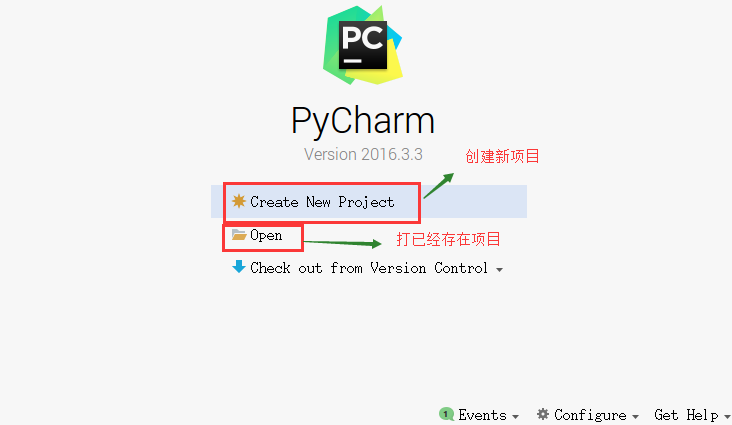 PC
PyCharm
Version 2016.3.3
创建新项目
Create New Project
Open
打已经存在项目
Check out from Version Control
1 Events
Configure
Get Help